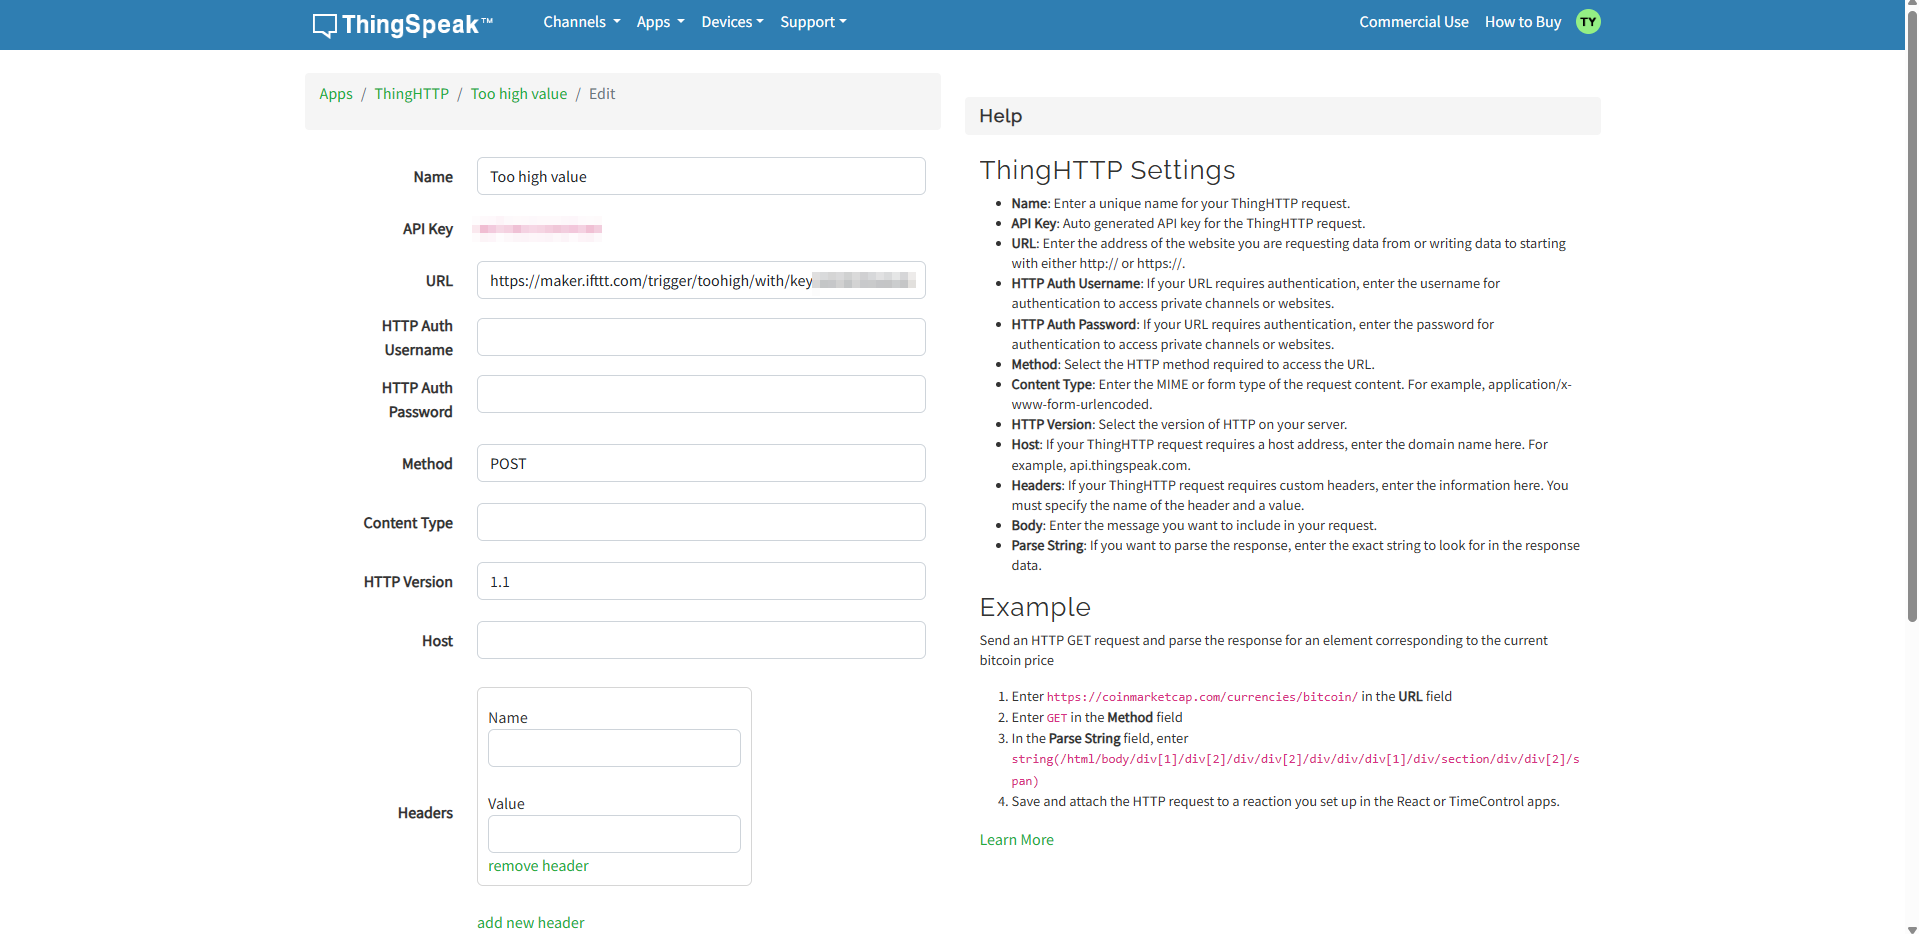 ThingSpeak™
Channels
Apps
Devices
Support
Commercial Use
How to Buy
TY
Apps / ThingHTTP / Too high value / Edit
Name
Too high value
API Key
URL
https://maker.ifttt.com/trigger/toohigh/with/key
HTTP Auth
Username
HTTP Auth
Password
Method
POST
Content Type
HTTP Version
1.1
Host
Headers
Name
Value
remove header
add new header
Help
ThingHTTP Settings
Name: Enter a unique name for your ThingHTTP request.
API Key: Auto generated API key for the ThingHTTP request.
URL: Enter the address of the website you are requesting data from or writing data to starting
with either http:// or https://.
HTTP Auth Username: If your URL requires authentication, enter the username for
authentication to access private channels or websites.
HTTP Auth Password: If your URL requires authentication, enter the password for
authentication to access private channels or websites.
Method: Select the HTTP method required to access the URL.
Content Type: Enter the MIME or form type of the request content. For example, application/x-
www-form-urlencoded.
HTTP Version: Select the version of HTTP on your server.
Host: If your ThingHTTP request requires a host address, enter the domain name here. For
example, api.thingspeak.com.
Headers: If your ThingHTTP request requires custom headers, enter the information here. You
must specify the name of the header and a value.
Body: Enter the message you want to include in your request.
Parse String: If you want to parse the response, enter the exact string to look for in the response
data.
Example
Send an HTTP GET request and parse the response for an element corresponding to the current
bitcoin price
1. Enter https://coinmarketcap.com/currencies/bitcoin/ in the URL field
2. Enter GET in the Method field
3. In the Parse String field, enter
string(/html/body/div[1]/div[2]/div/div[2]/div/div/div[1]/div/section/div/div[2]/s
pan)
4. Save and attach the HTTP request to a reaction you set up in the React or TimeControl apps.
Learn More